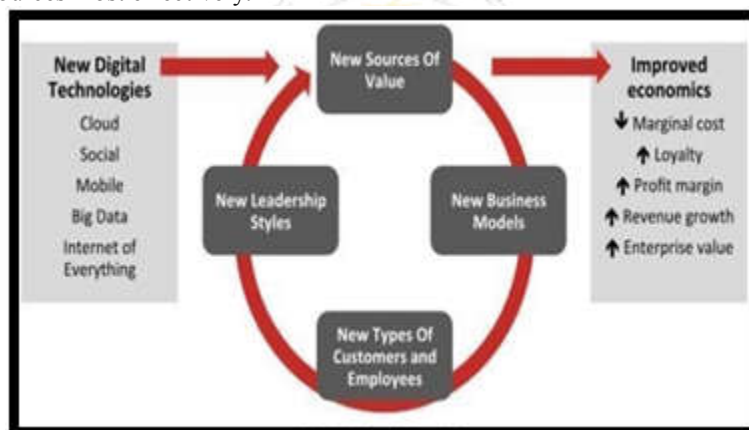 New Digital
Technologies
Cloud
Social
Mobile
Big Data
Internet of
Everything
New Sources Of
Value
New Leadership
Styles
New Business
Models
New Types Of
Customers and
Employees
Improved
economics
↓ Marginal cost
↑ Loyalty
↑ Profit margin
↑ Revenue growth
↑ Enterprise value